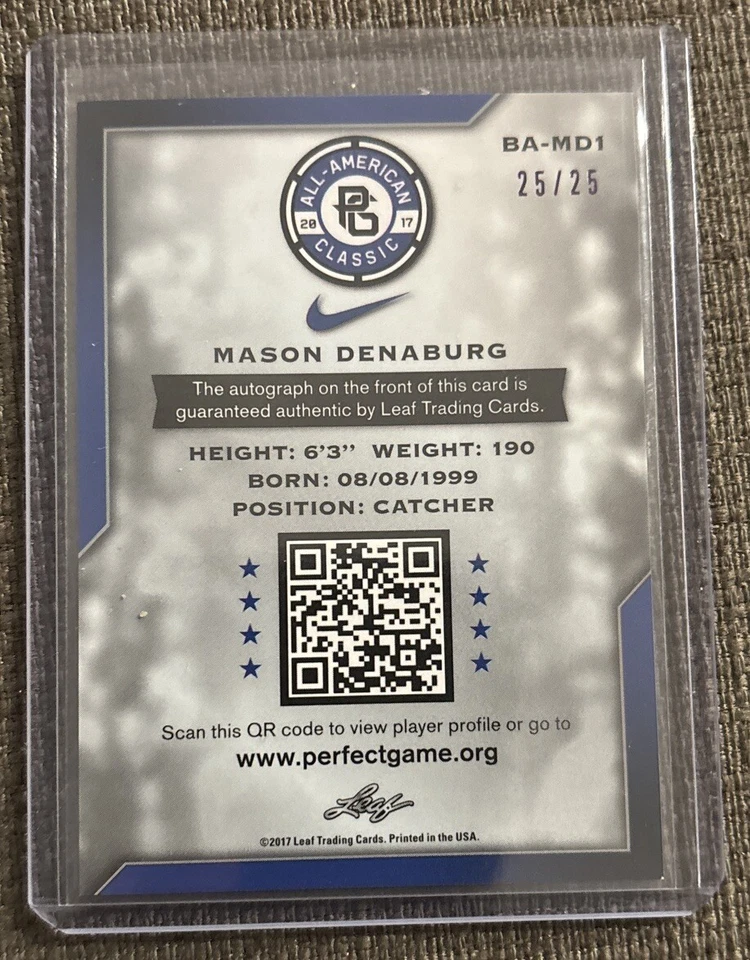 BA-MD1
25/25
ALL-AMERICAN
PG
20 17
CLASSIC
MASON DENABURG
The autograph on the front of this card is
guaranteed authentic by Leaf Trading Cards.
HEIGHT: 6'3” WEIGHT: 190
BORN: 08/08/1999
POSITION: CATCHER
Scan this QR code to view player profile or go to
www.perfectgame.org
Leaf
©2017 Leaf Trading Cards. Printed in the USA.